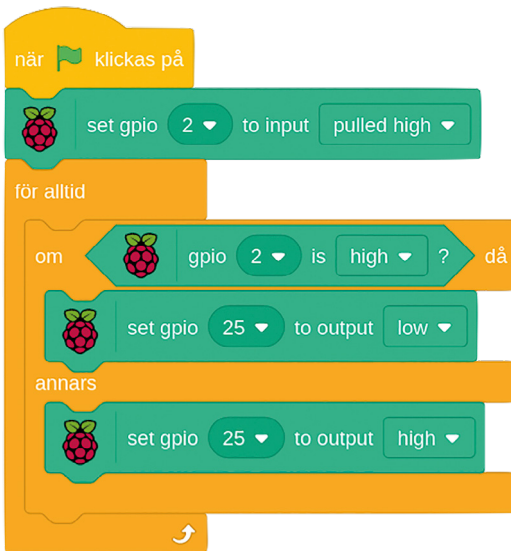 när klickas på
set gpio 2 to input pulled high
för alltid
om gpio 2 is high ? då
set gpio 25 to output low
annars
set gpio 25 to output high